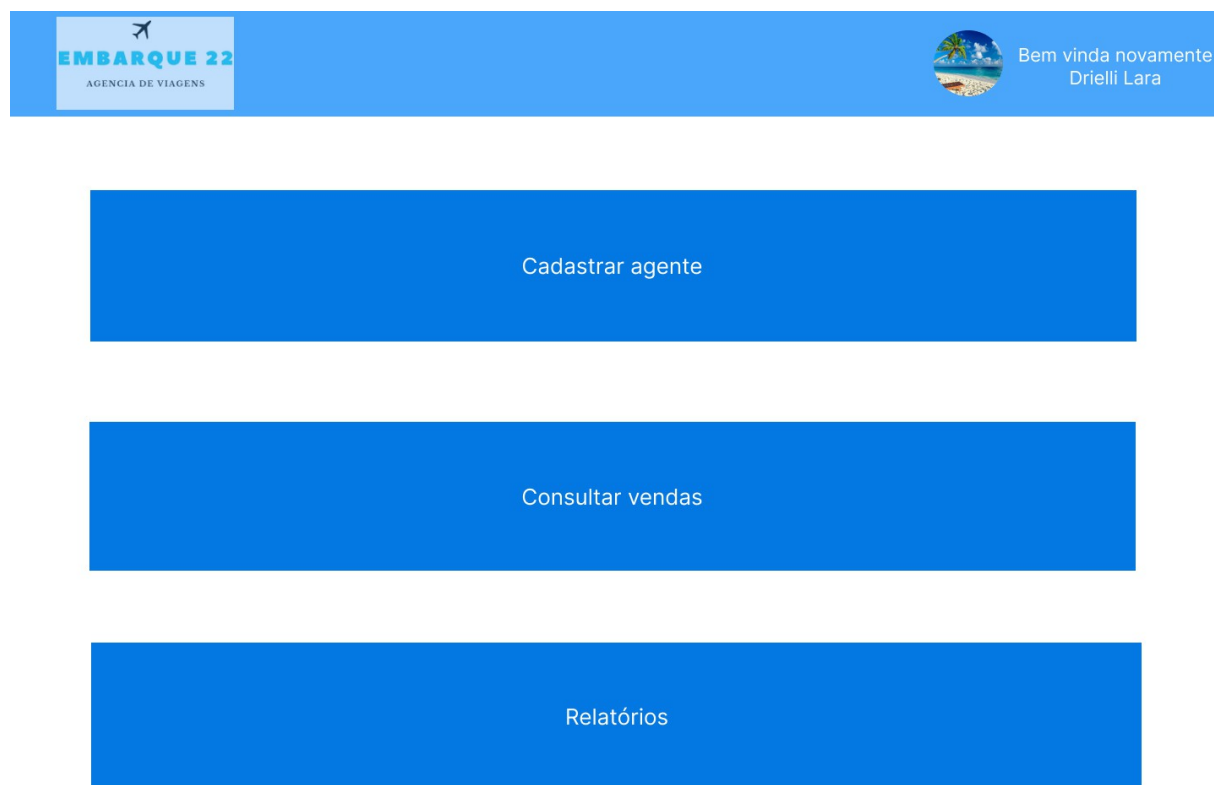 EMBARQUE 22
AGENCIA DE VIAGENS
Bem vinda novamente
Drielli Lara
Cadastrar agente
Consultar vendas
Relatórios